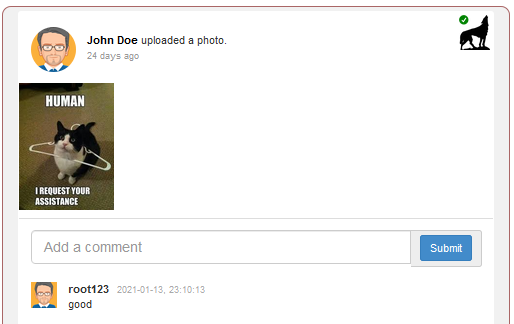 John Doe uploaded a photo.
24 days ago
HUMAN
I REQUEST YOUR
ASSISTANCE
Add a comment
Submit
root123 2021-01-13, 23:10:13
good